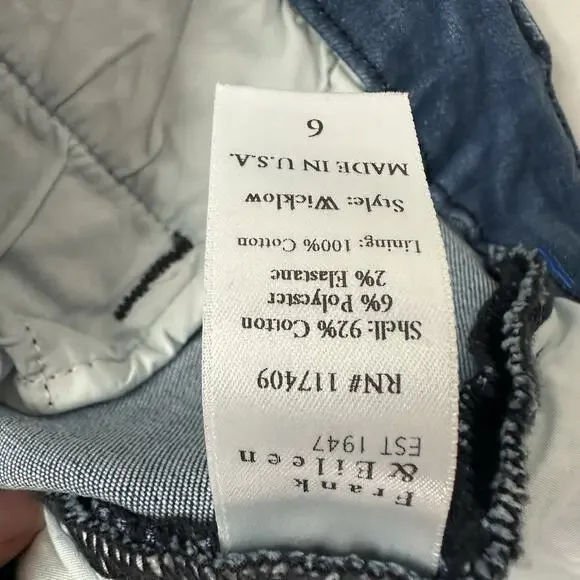 Frank
& Eileen
EST 1947
RN# 117409
Shell: 92% Cotton
6% Polyester
2% Elastane
Lining: 100% Cotton
Style: Wicklow
MADE IN U.S.A.
6